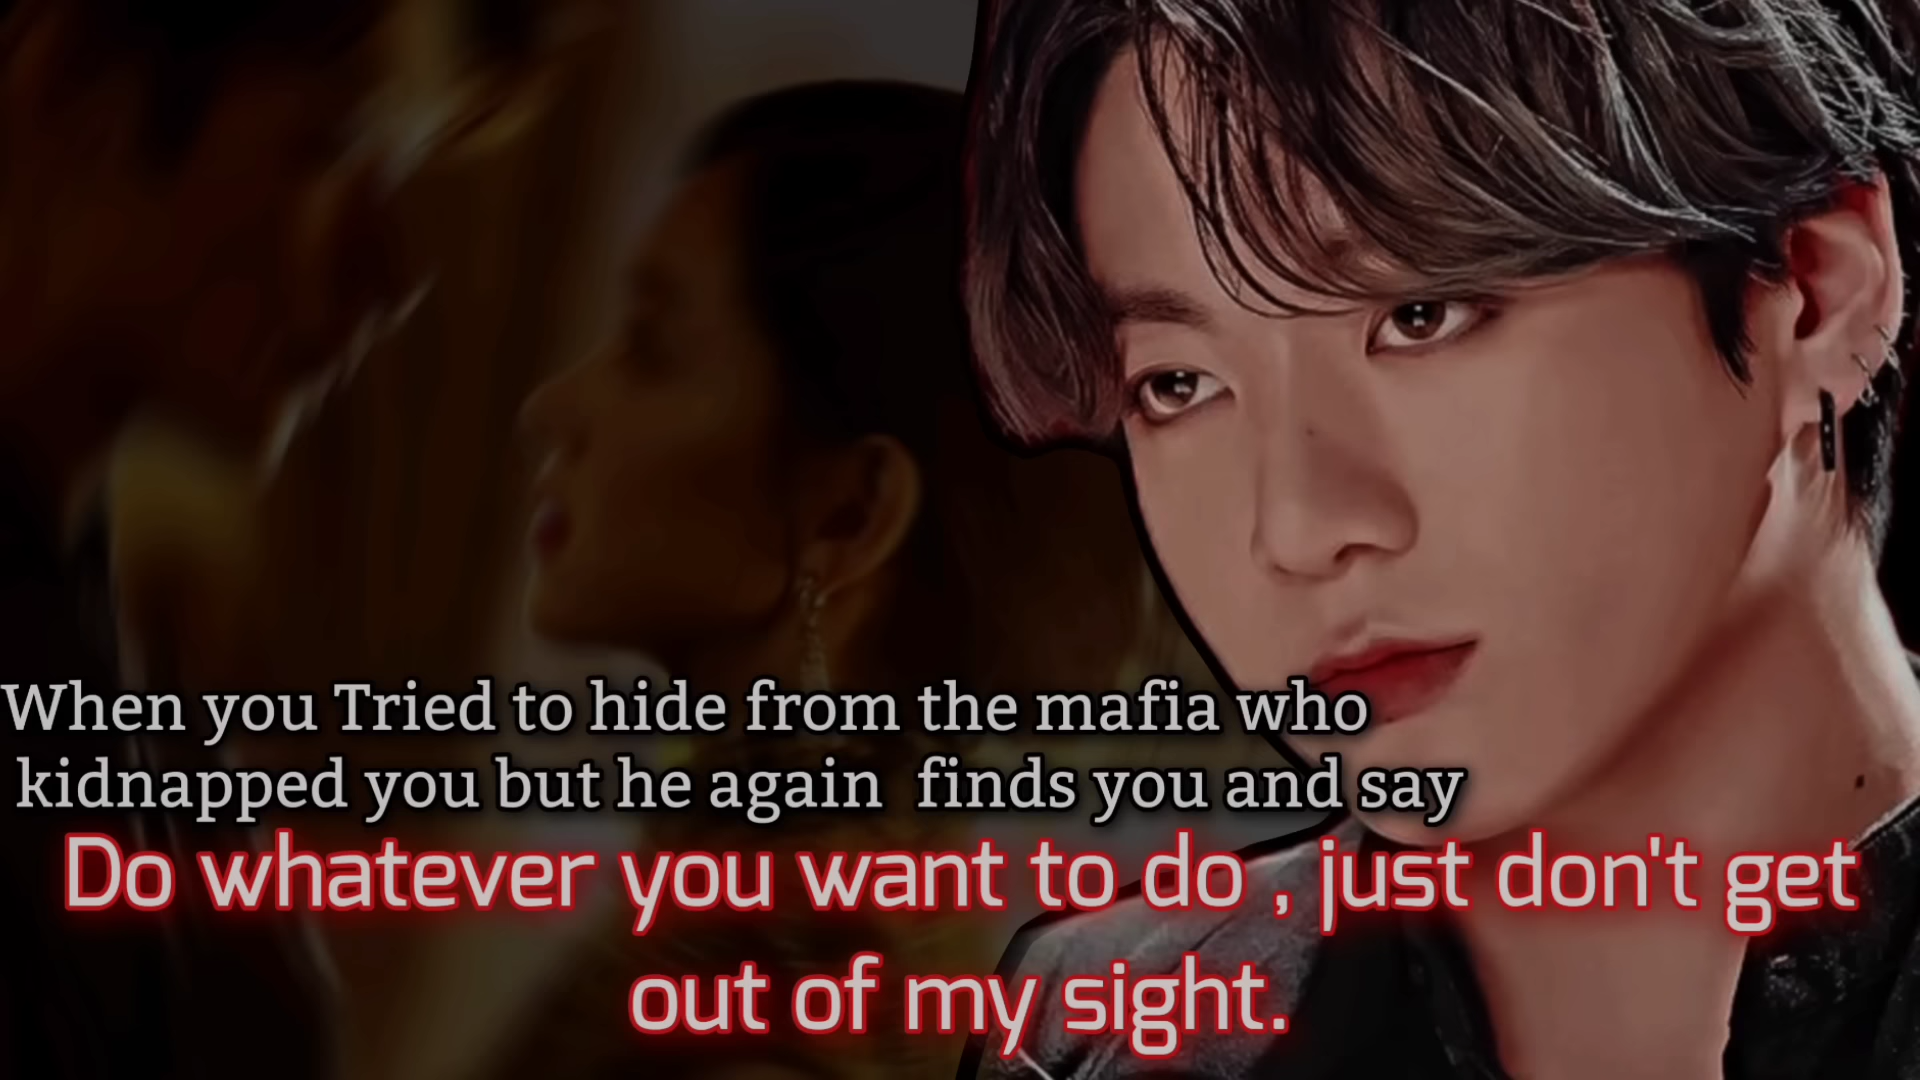 When you Tried to hide from the mafia who
kidnapped you but he again finds you and say
Do whatever you want to do , just don't get
out of my sight.